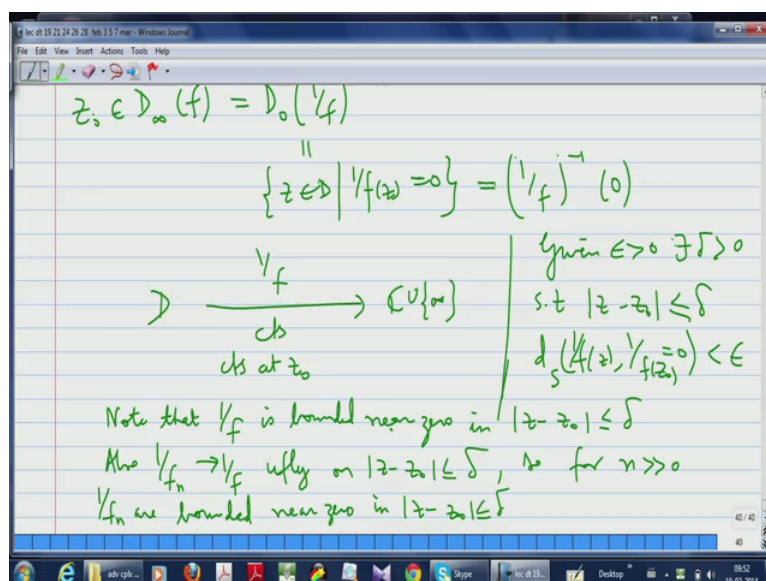 lec dt 19 21 24 26 28 feb 3 5 7 mar - Windows Journal
File Edit View Insert Actions Tools Help
z₀ ∈ D_∞(f) = D₀(1/f)
||
{z ∈ D | 1/f(z) = 0} = (1/f)⁻¹(0)
D —1/f→ ℂ ∪ {∞}
cts
cts at z₀
Given ε > 0 ∃ δ > 0
s.t |z - z₀| ≤ δ
d_s(1/f(z), 1/f(z₀) = 0) < ε
Note that 1/f is bounded near zero in |z - z₀| ≤ δ
Also 1/fₙ → 1/f ufly on |z - z₀| ≤ δ, so for n >> 0
1/fₙ are bounded near zero in |z - z₀| ≤ δ
40/40
40
adv cplx ...
Skype
lec dt 19...
Desktop
09:52